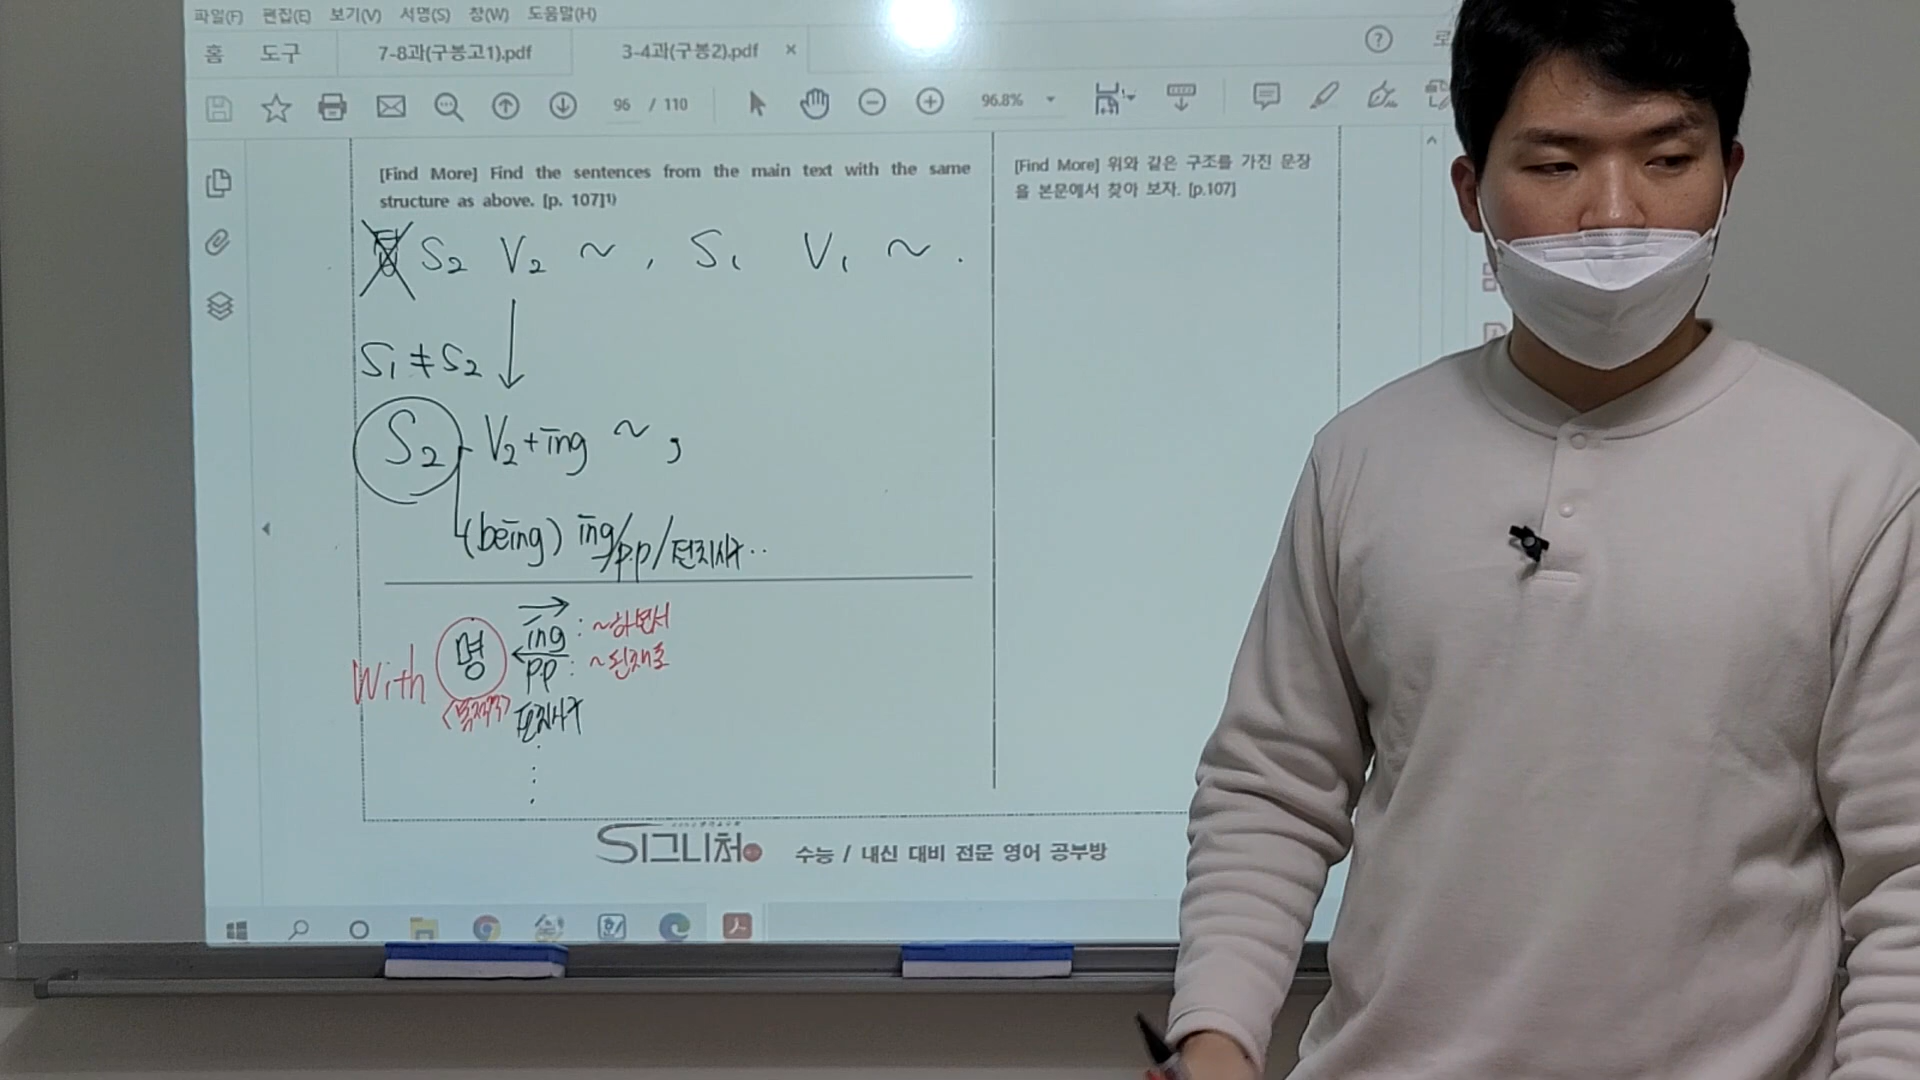 파일(F) 편집(E) 보기(V) 서명(S) 창(W) 도움말(H)
홈 도구 7-8과(구봉고1).pdf 3-4과(구봉2).pdf ×
96 / 110 96.8%
[Find More] Find the sentences from the main text with the same
structure as above. [p. 107]1)
[Find More] 위와 같은 구조를 가진 문장
을 본문에서 찾아 보자. [p.107]
S2 V2 ~ , S1 V1 ~ .
S1 ≠ S2
S2 V2+ing ~ ,
(being) ing/p.p/전치사..
With 명 ing : ~하면서
pp : ~된채로
<목적어> 전치사
시그니처
수능 / 내신 대비 전문 영어 공부방